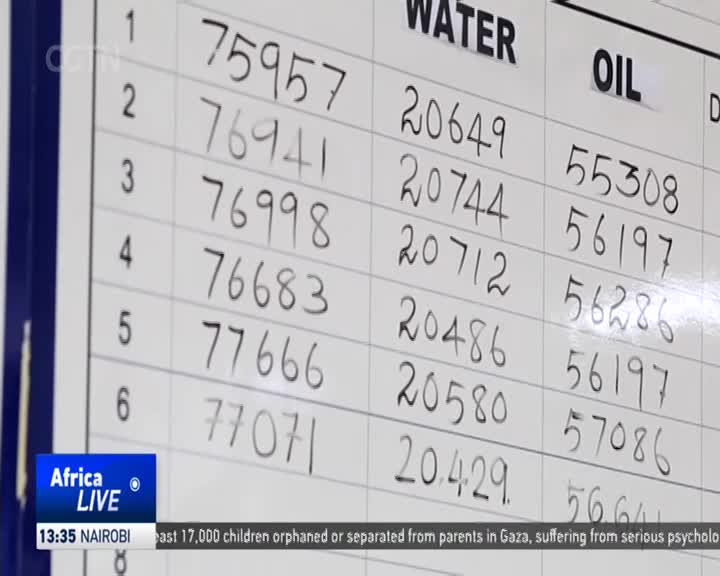 CGTN
WATER OIL
1 75957 20649 55308
2 76941 20744 56197
3 76998 20712 56286
4 76683 20486 56197
5 77666 20580 57086
6 77071 20.429.
8
Africa
LIVE
13:35 NAIROBI
east 17,000 children orphaned or separated from parents in Gaza, suffering from serious psycholo